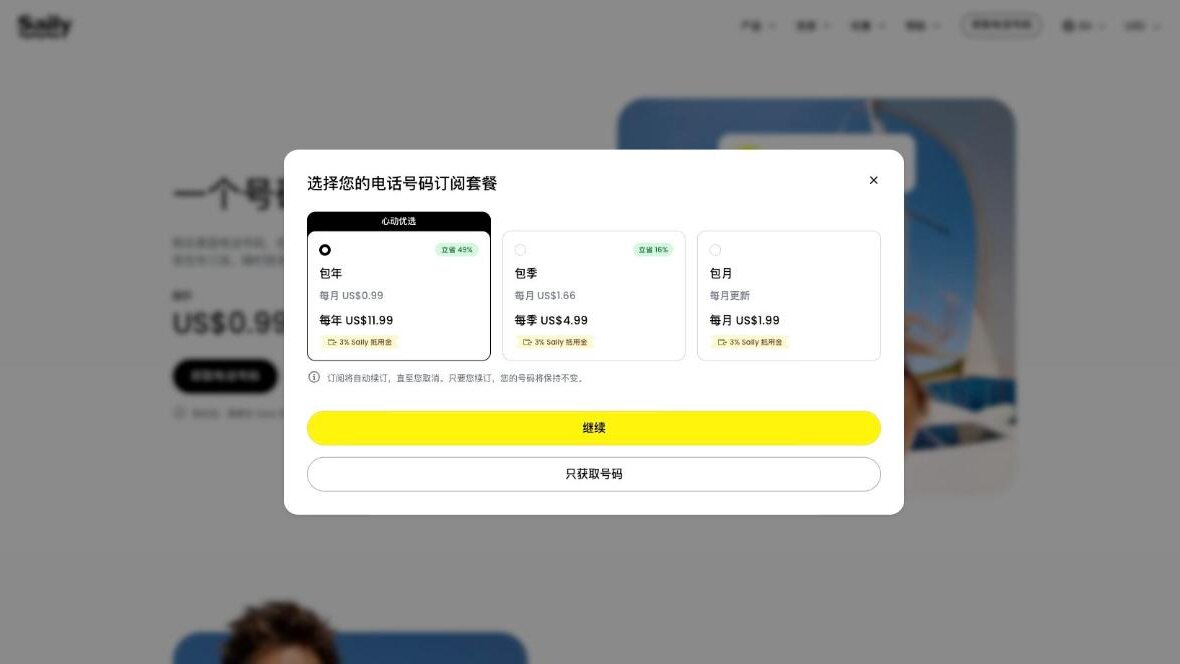 Saily
选择您的电话号码订阅套餐
心动优选
立省 49%
包年
每月 US$0.99
每年 US$11.99
3% Saily 抵用金
立省 16%
包季
每月 US$1.66
每季 US$4.99
3% Saily 抵用金
包月
每月更新
每月 US$1.99
3% Saily 抵用金
订阅将自动续订，直至您取消。只要您续订，您的号码将保持不变。
继续
只获取号码
一个号
US$0.99